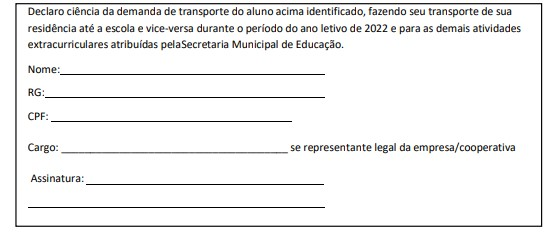 Declaro ciência da demanda de transporte do aluno acima identificado, fazendo seu transporte de sua
residência até a escola e vice-versa durante o período do ano letivo de 2022 e para as demais atividades
extracurriculares atribuídas pelaSecretaria Municipal de Educação.
Nome:
RG:
CPF:
Cargo: se representante legal da empresa/cooperativa
Assinatura: